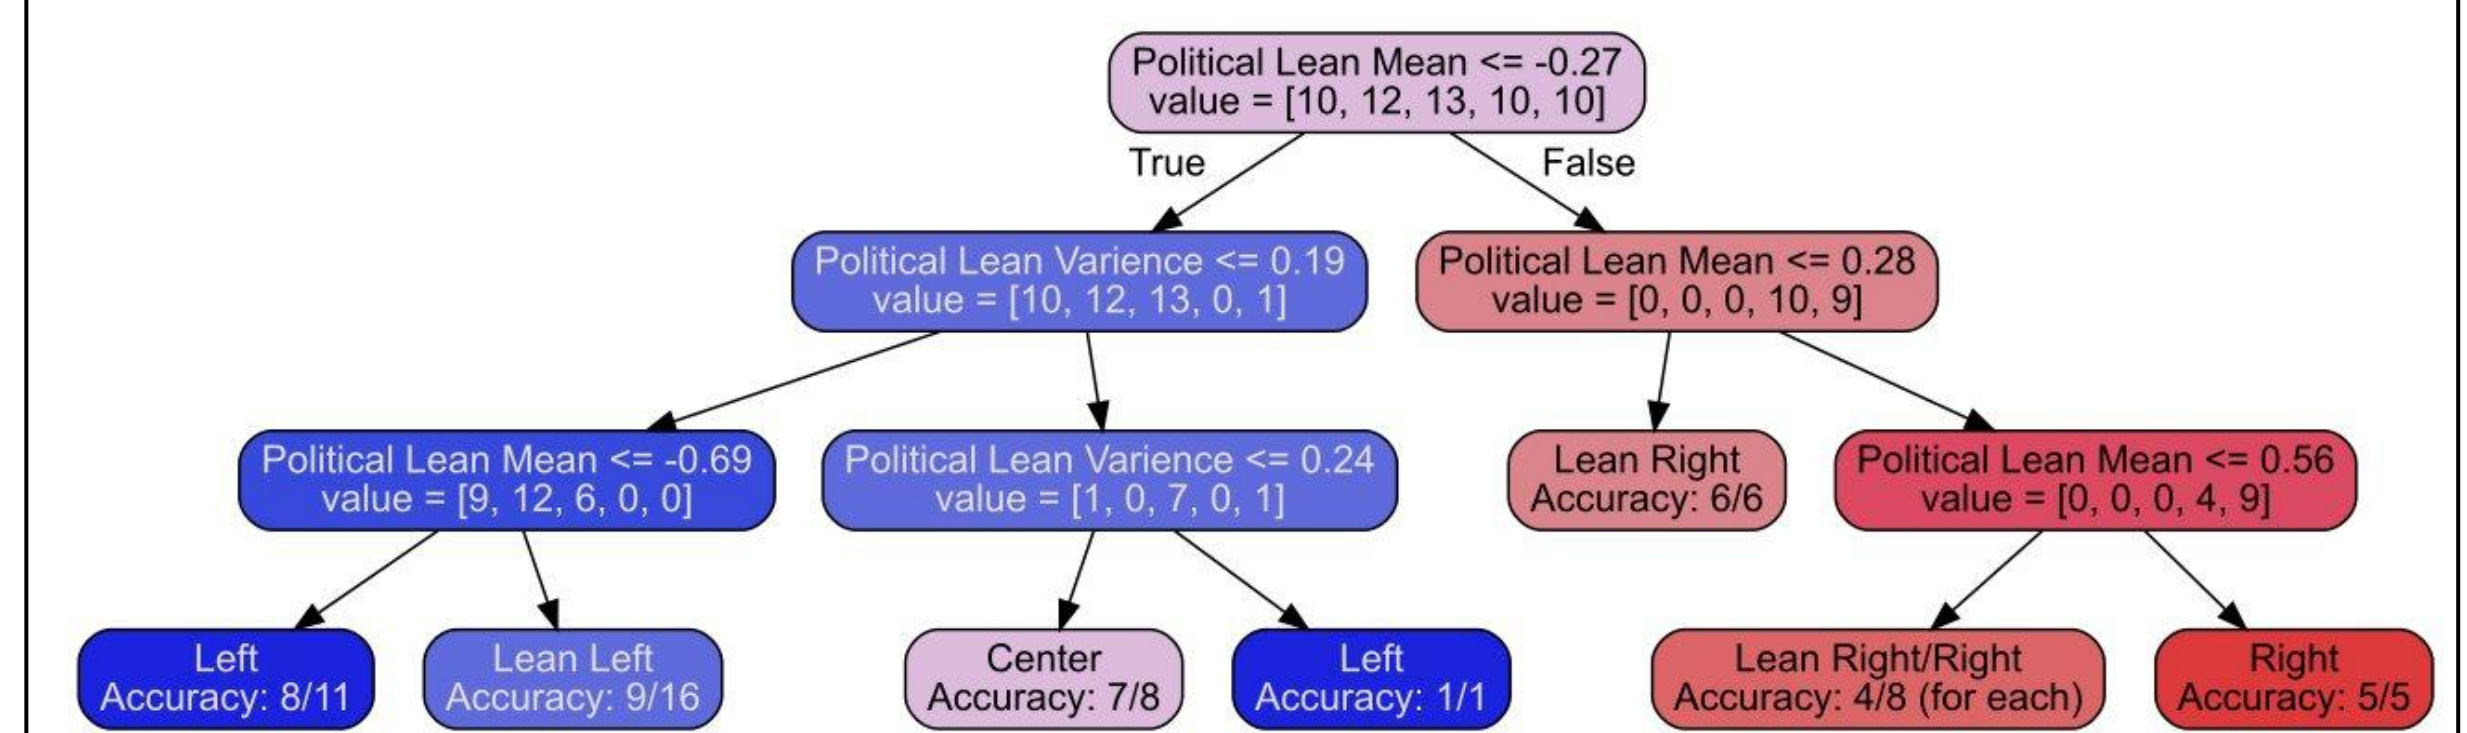 Political Lean Mean <= -0.27
value = [10, 12, 13, 10, 10]
True
False
Political Lean Varience <= 0.19
value = [10, 12, 13, 0, 1]
Political Lean Mean <= 0.28
value = [0, 0, 0, 10, 9]
Political Lean Mean <= -0.69
value = [9, 12, 6, 0, 0]
Political Lean Varience <= 0.24
value = [1, 0, 7, 0, 1]
Lean Right
Accuracy: 6/6
Political Lean Mean <= 0.56
value = [0, 0, 0, 4, 9]
Left
Accuracy: 8/11
Lean Left
Accuracy: 9/16
Center
Accuracy: 7/8
Left
Accuracy: 1/1
Lean Right/Right
Accuracy: 4/8 (for each)
Right
Accuracy: 5/5